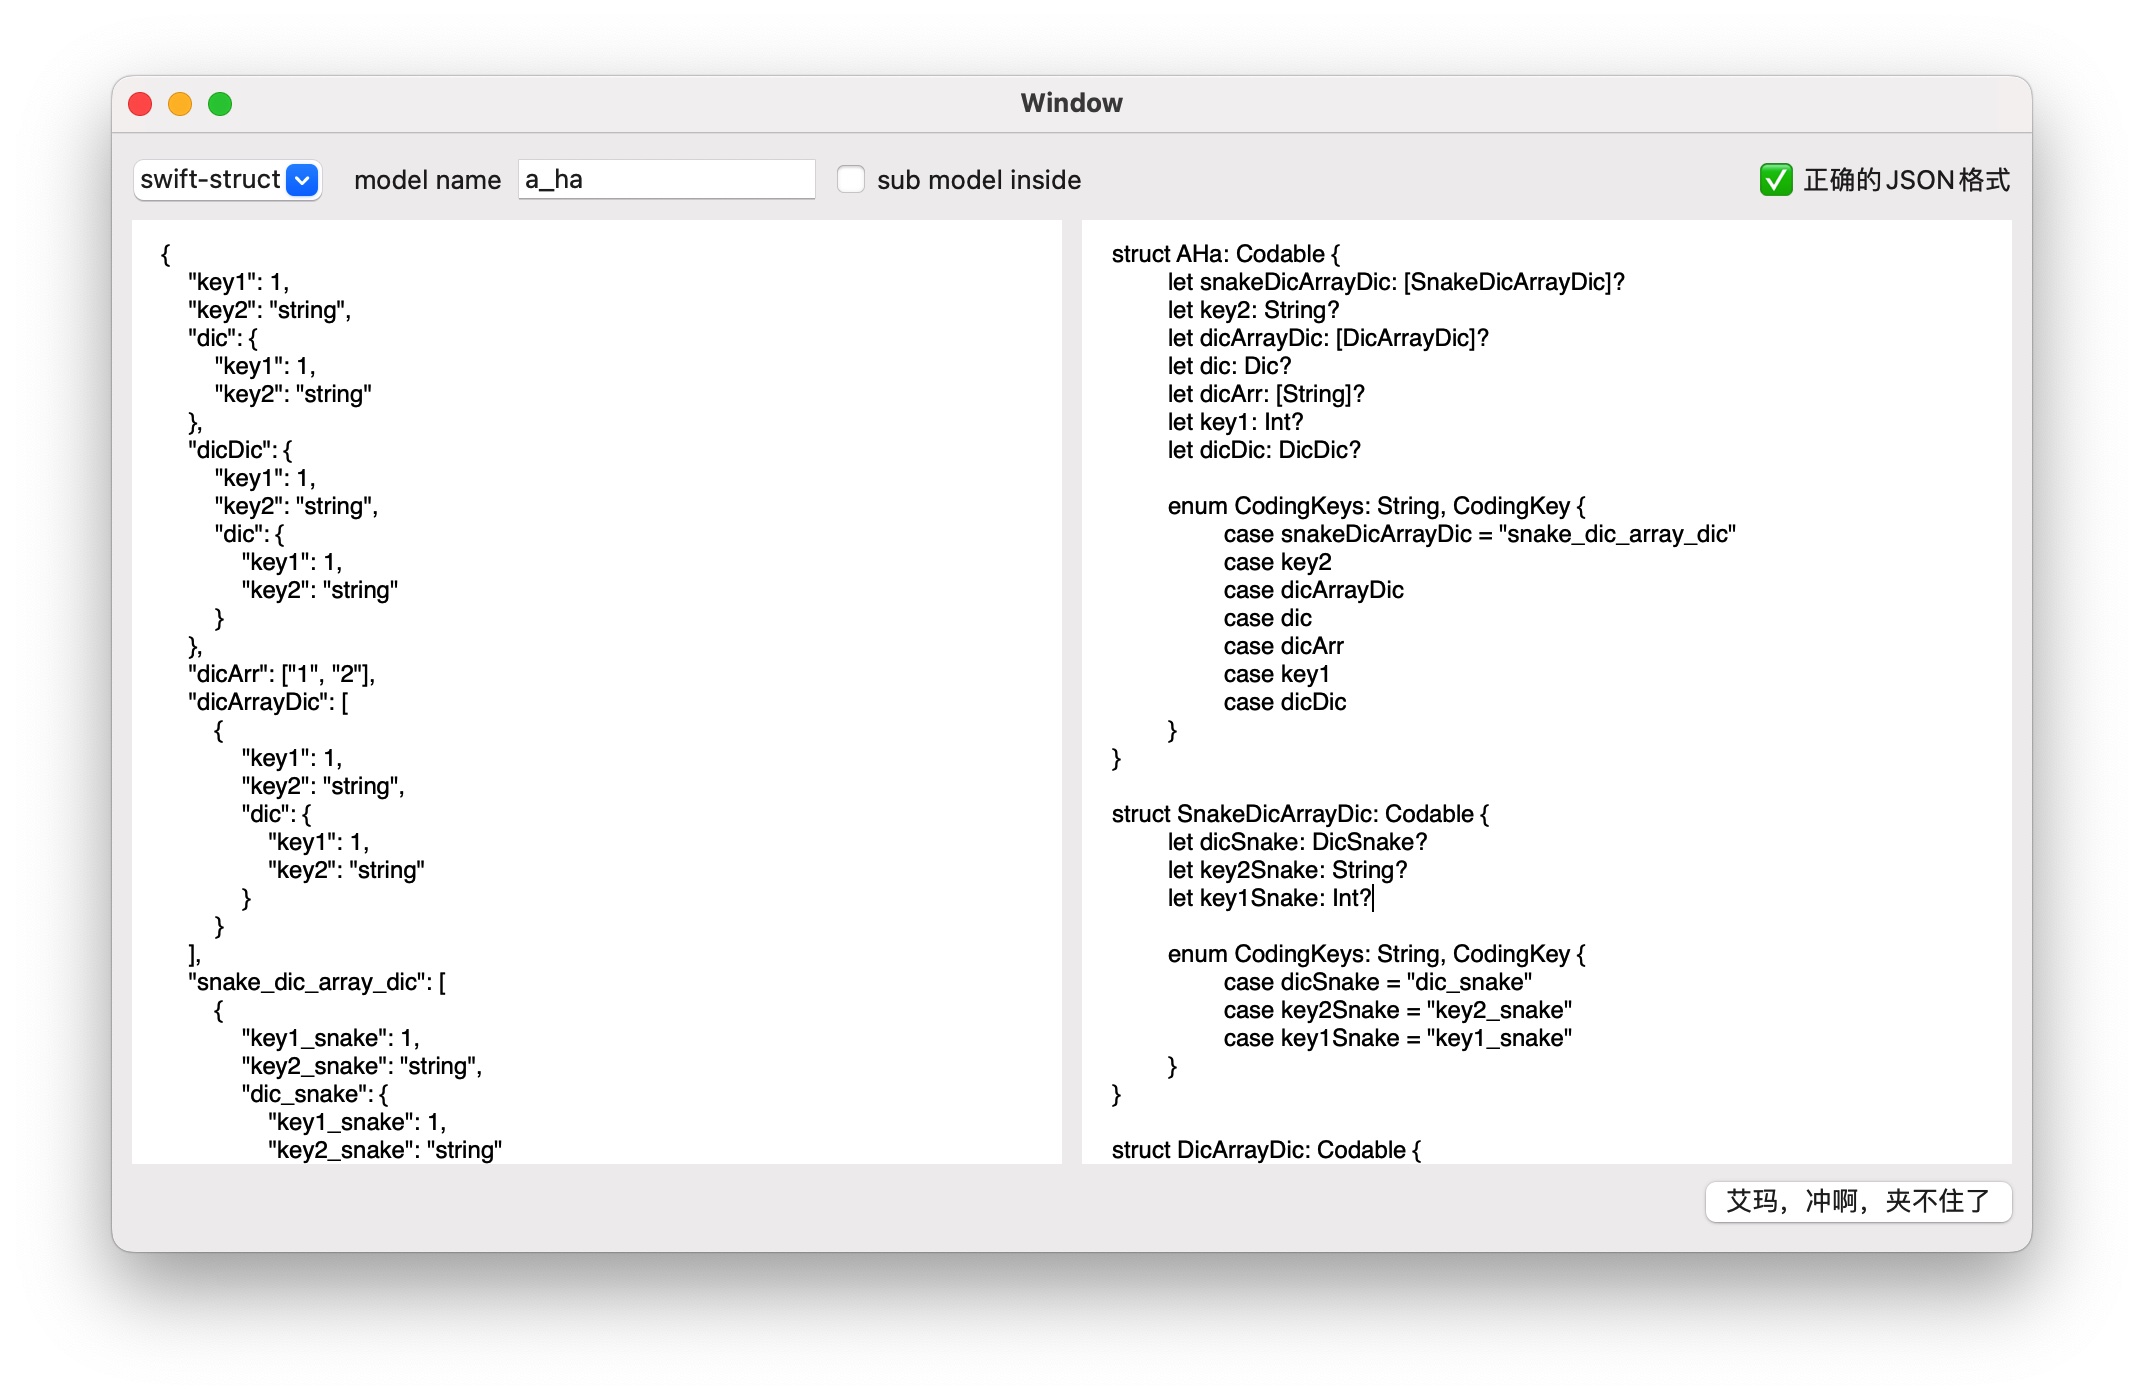 Window
swift-struct model name a_ha sub model inside ✅ 正确的JSON格式
{
"key1": 1,
"key2": "string",
"dic": {
"key1": 1,
"key2": "string"
},
"dicDic": {
"key1": 1,
"key2": "string",
"dic": {
"key1": 1,
"key2": "string"
}
},
"dicArr": ["1", "2"],
"dicArrayDic": [
{
"key1": 1,
"key2": "string",
"dic": {
"key1": 1,
"key2": "string"
}
}
],
"snake_dic_array_dic": [
{
"key1_snake": 1,
"key2_snake": "string",
"dic_snake": {
"key1_snake": 1,
"key2_snake": "string"
struct AHa: Codable {
let snakeDicArrayDic: [SnakeDicArrayDic]?
let key2: String?
let dicArrayDic: [DicArrayDic]?
let dic: Dic?
let dicArr: [String]?
let key1: Int?
let dicDic: DicDic?
enum CodingKeys: String, CodingKey {
case snakeDicArrayDic = "snake_dic_array_dic"
case key2
case dicArrayDic
case dic
case dicArr
case key1
case dicDic
}
}
struct SnakeDicArrayDic: Codable {
let dicSnake: DicSnake?
let key2Snake: String?
let key1Snake: Int?
enum CodingKeys: String, CodingKey {
case dicSnake = "dic_snake"
case key2Snake = "key2_snake"
case key1Snake = "key1_snake"
}
}
struct DicArrayDic: Codable {
艾玛，冲啊，夹不住了